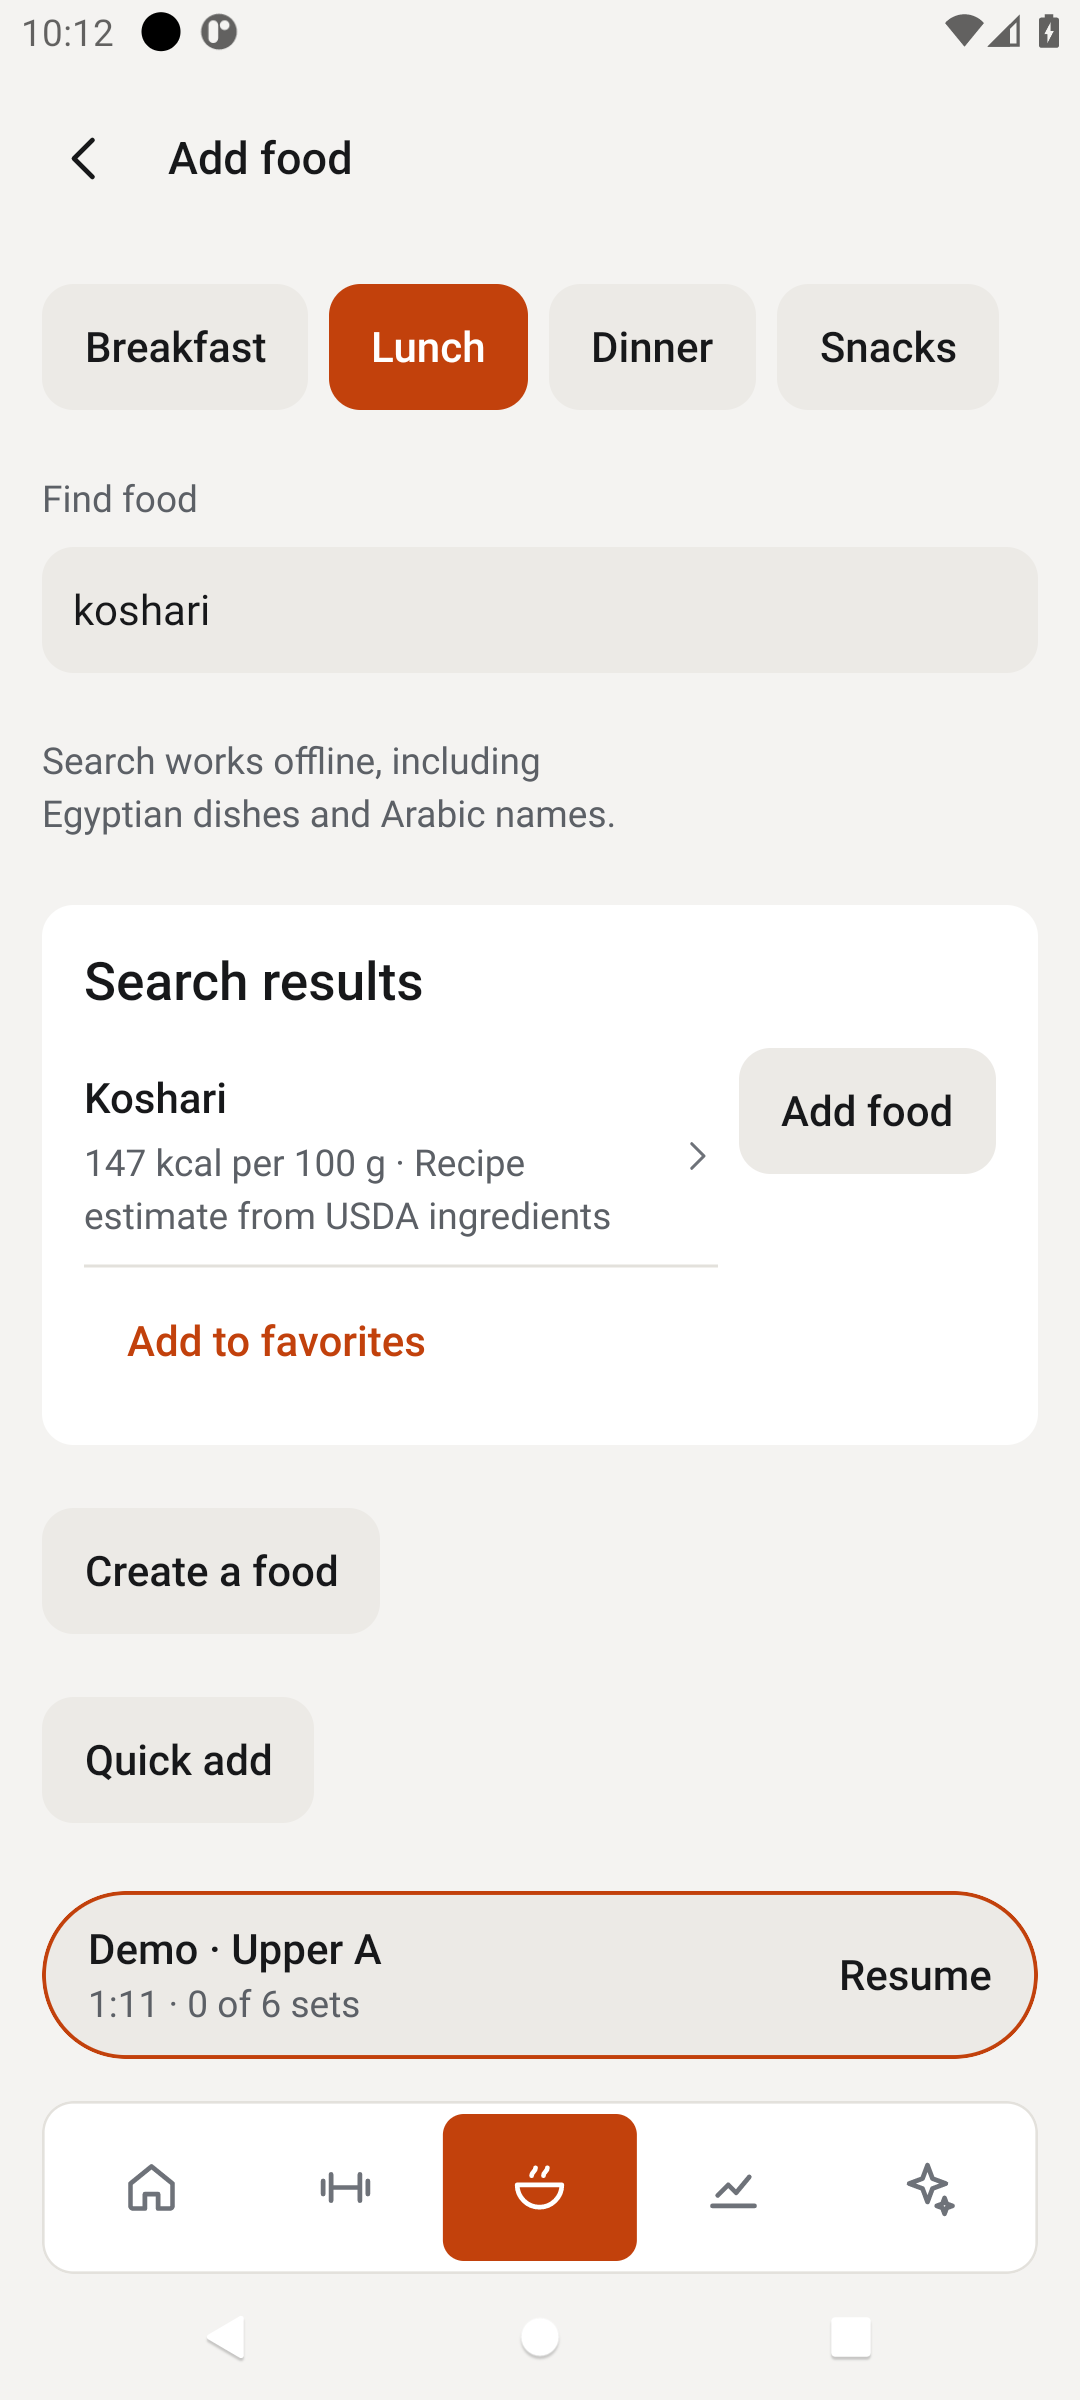 10:12
Add food
Breakfast
Lunch
Dinner
Snacks
Find food
koshari
Search works offline, including
Egyptian dishes and Arabic names.
Search results
Koshari
147 kcal per 100 g · Recipe
estimate from USDA ingredients
Add food
Add to favorites
Create a food
Quick add
Demo · Upper A
1:11 · 0 of 6 sets
Resume